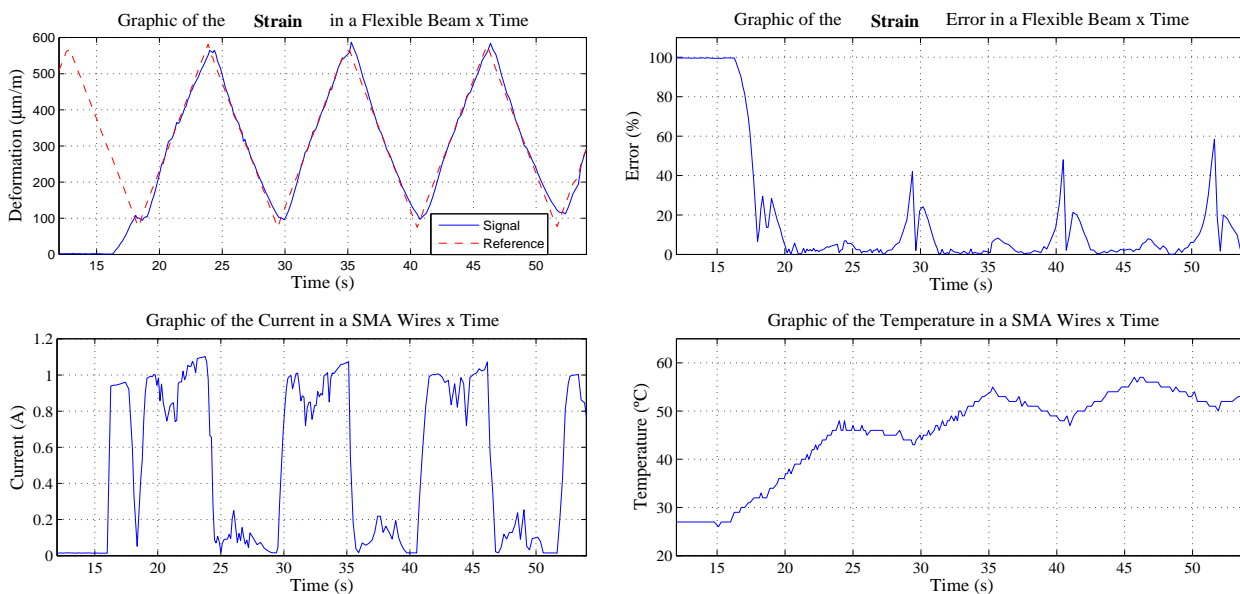 Graphic of the Strain in a Flexible Beam x Time
600
500
400
300
200
100
0
Deformation (µm/m)
15 20 25 30 35 40 45 50
Time (s)
Signal
Reference
Graphic of the Strain Error in a Flexible Beam x Time
100
80
60
40
20
0
Error (%)
15 20 25 30 35 40 45 50
Time (s)
Graphic of the Current in a SMA Wires x Time
1.2
1
0.8
0.6
0.4
0.2
0
Current (A)
15 20 25 30 35 40 45 50
Time (s)
Graphic of the Temperature in a SMA Wires x Time
60
50
40
30
20
Temperature (ºC)
15 20 25 30 35 40 45 50
Time (s)